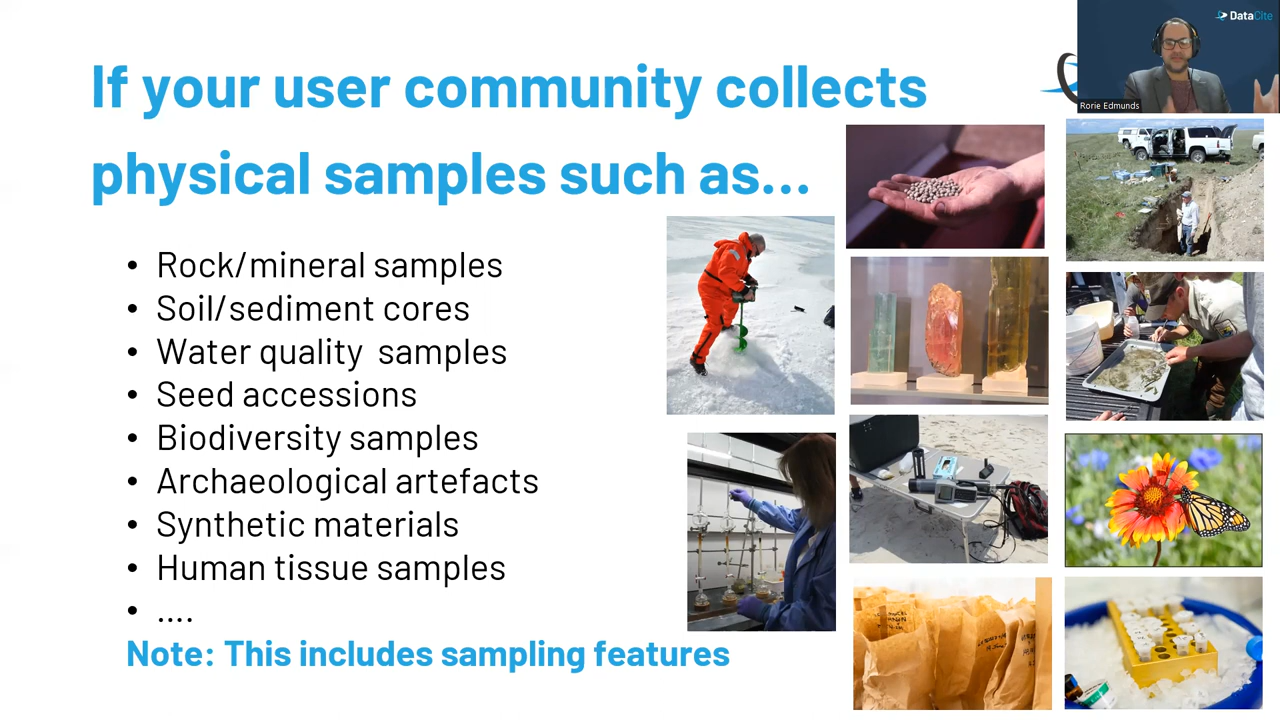 DataCite
Rorie Edmunds
If your user community collects
physical samples such as...
• Rock/mineral samples
• Soil/sediment cores
• Water quality  samples
• Seed accessions
• Biodiversity samples
• Archaeological artefacts
• Synthetic materials
• Human tissue samples
• ....
Note: This includes sampling features